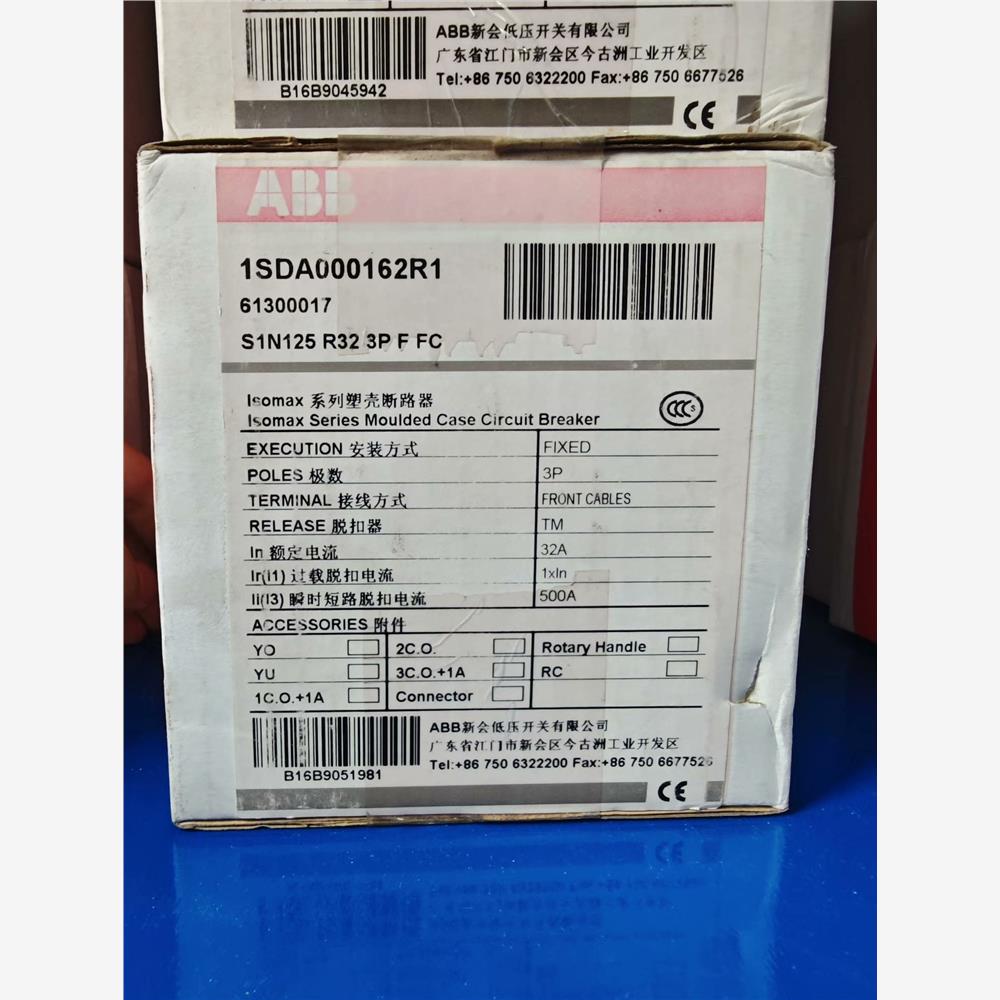 ABB新会低压开关有限公司
广东省江门市新会区今古洲工业开发区
Tel:+86 750 6322200 Fax:+86 750 6677526
B16B9045942
CE
ABB
1SDA000162R1
61300017
S1N125 R32 3P F FC
Isomax 系列塑壳断路器
Isomax Series Moulded Case Circuit Breaker
CCC S
EXECUTION 安装方式 FIXED
POLES 极数 3P
TERMINAL 接线方式 FRONT CABLES
RELEASE 脱扣器 TM
In 额定电流 32A
Ir(I1) 过载脱扣电流 1xIn
Ii(I3) 瞬时短路脱扣电流 500A
ACCESSORIES 附件
YO 2C.O. Rotary Handle
YU 3C.O.+1A RC
1C.O.+1A Connector
ABB新会低压开关有限公司
广东省江门市新会区今古洲工业开发区
Tel:+86 750 6322200 Fax:+86 750 6677526
B16B9051981
CE